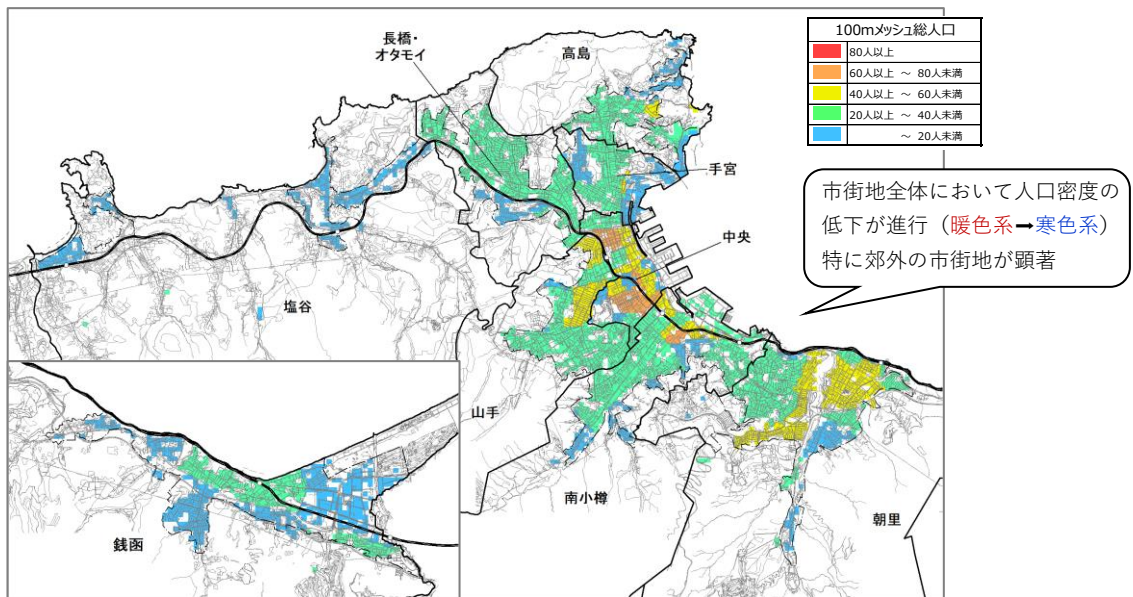 長橋・
オタモイ
高島
手宮
中央
塩谷
山手
南小樽
朝里
銭函
100mメッシュ総人口
80人以上
60人以上 ~ 80人未満
40人以上 ~ 60人未満
20人以上 ~ 40人未満
~ 20人未満
市街地全体において人口密度の
低下が進行（暖色系➡寒色系）
特に郊外の市街地が顕著